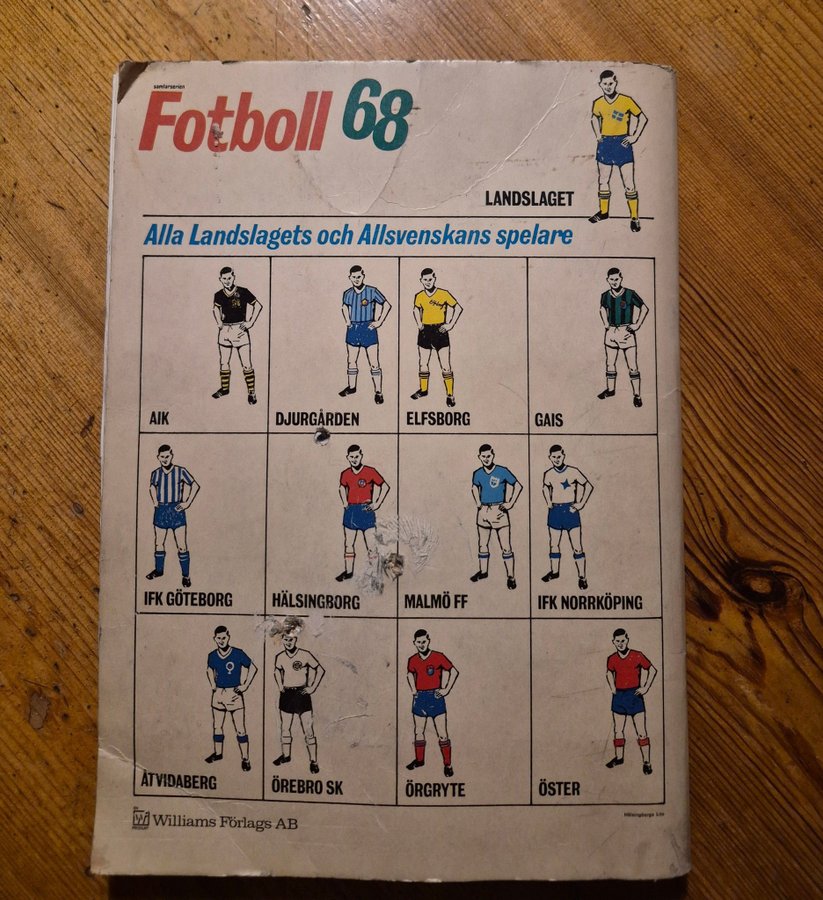 samlarserien
Fotboll 68
LANDSLAGET
Alla Landslagets och Allsvenskans spelare
AIK
DJURGÅRDEN
ELFSBORG
GAIS
IFK GÖTEBORG
HÄLSINGBORG
MALMÖ FF
IFK NORRKÖPING
ÅTVIDABERG
ÖREBRO SK
ÖRGRYTE
ÖSTER
Williams Förlags AB